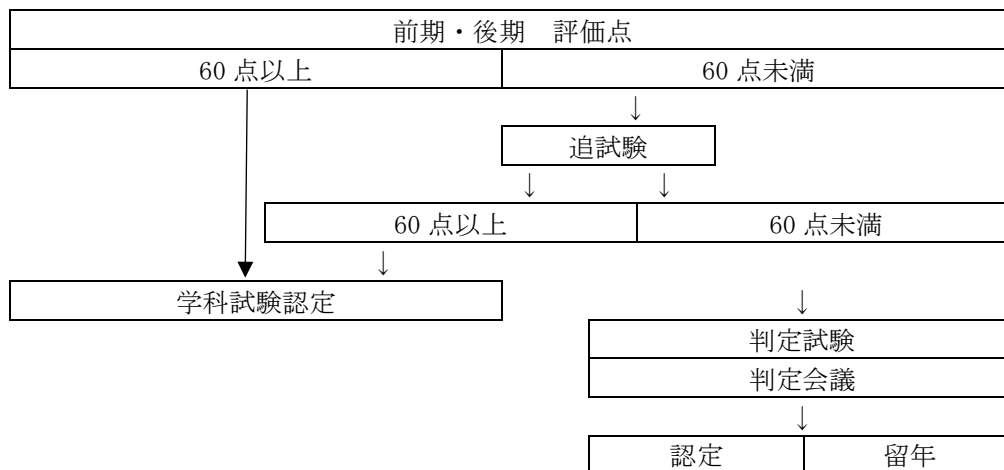 前期・後期　評価点
60 点以上
60 点未満
↓
追試験
↓
↓
60 点以上
60 点未満
↓
学科試験認定
↓
判定試験
判定会議
↓
認定
留年